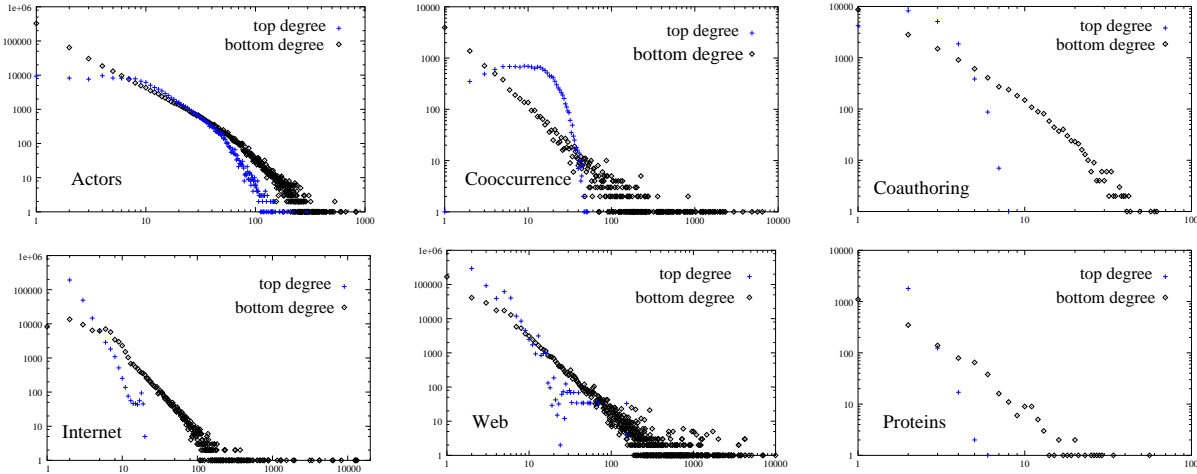 1e+06
100000
10000
1000
100
10
1
top degree
bottom degree
Actors
1 10 100 1000
10000
1000
100
10
1
top degree
bottom degree
Cooccurrence
1 10 100 1000 10000
10000
1000
100
10
1
top degree
bottom degree
Coauthoring
1 10 100
1e+06
100000
10000
1000
100
10
1
top degree
bottom degree
Internet
1 10 100 1000 10000
1e+06
100000
10000
1000
100
10
1
top degree
bottom degree
Web
1 10 100 1000 10000
10000
1000
100
10
1
top degree
bottom degree
Proteins
1 10 100